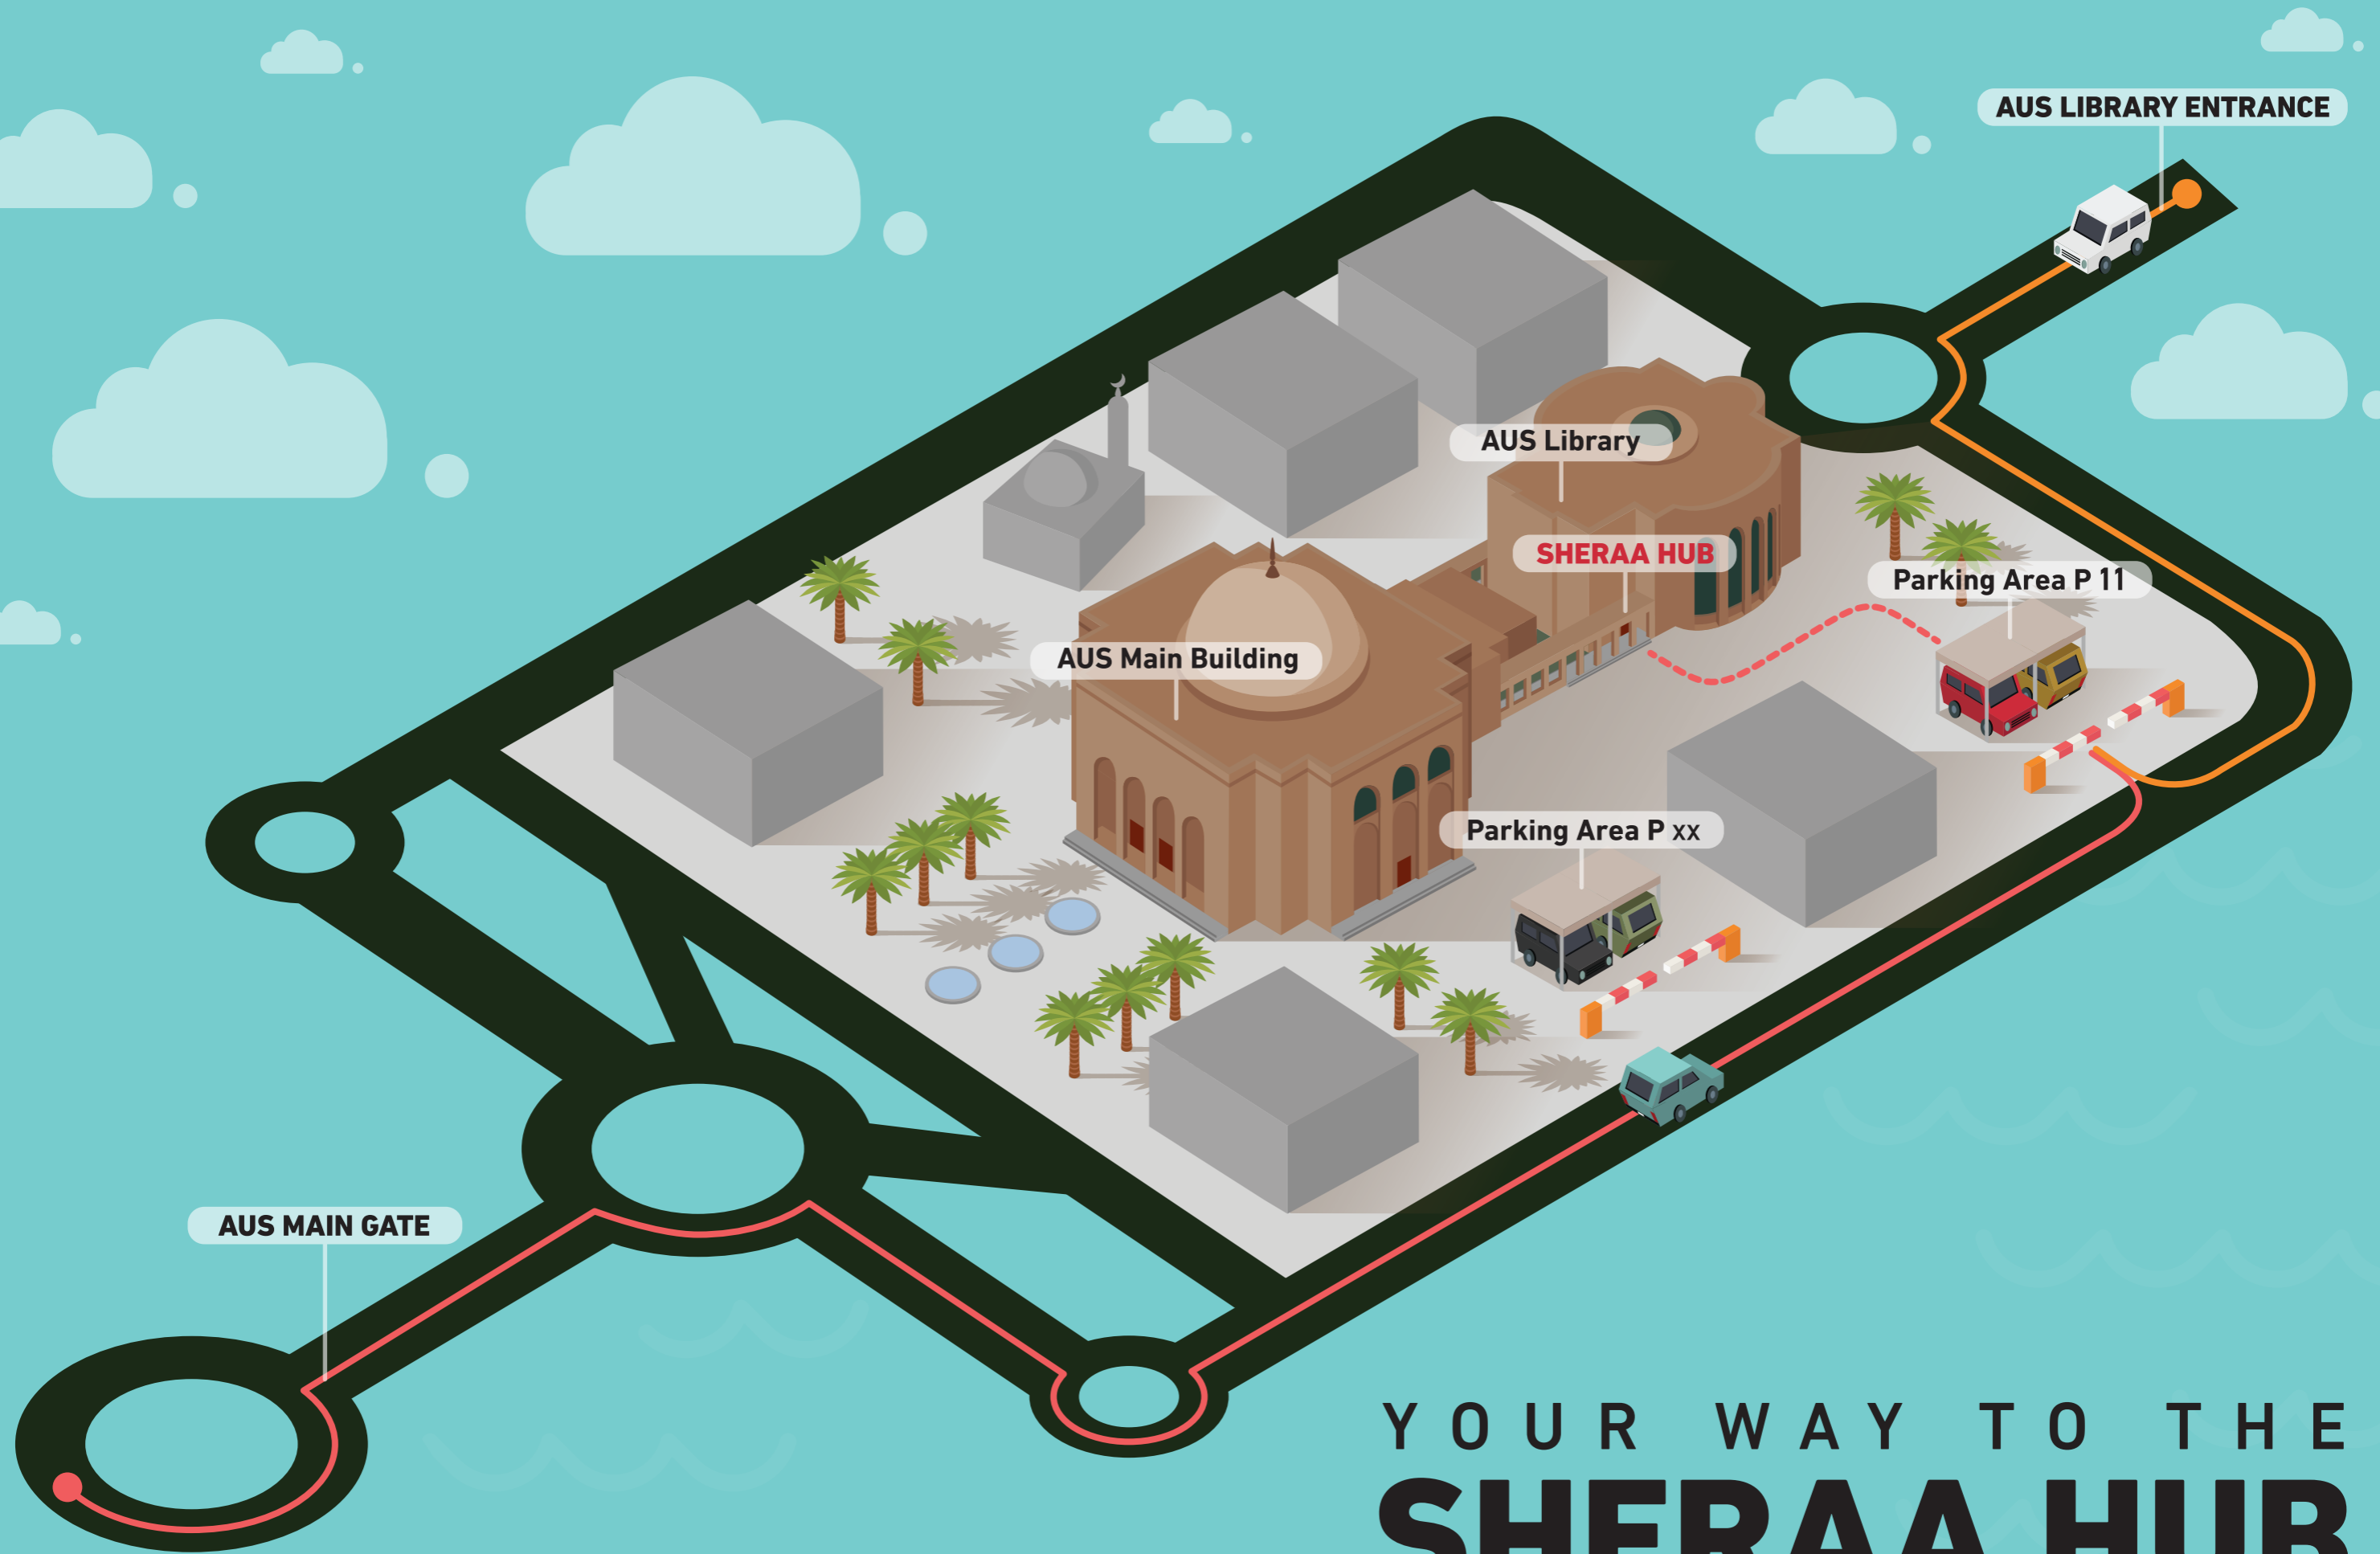 AUS LIBRARY ENTRANCE
AUS Library
SHERAA HUB
Parking Area P 11
AUS Main Building
Parking Area P xx
AUS MAIN GATE
YOUR WAY TO THE
SHERAA HUB